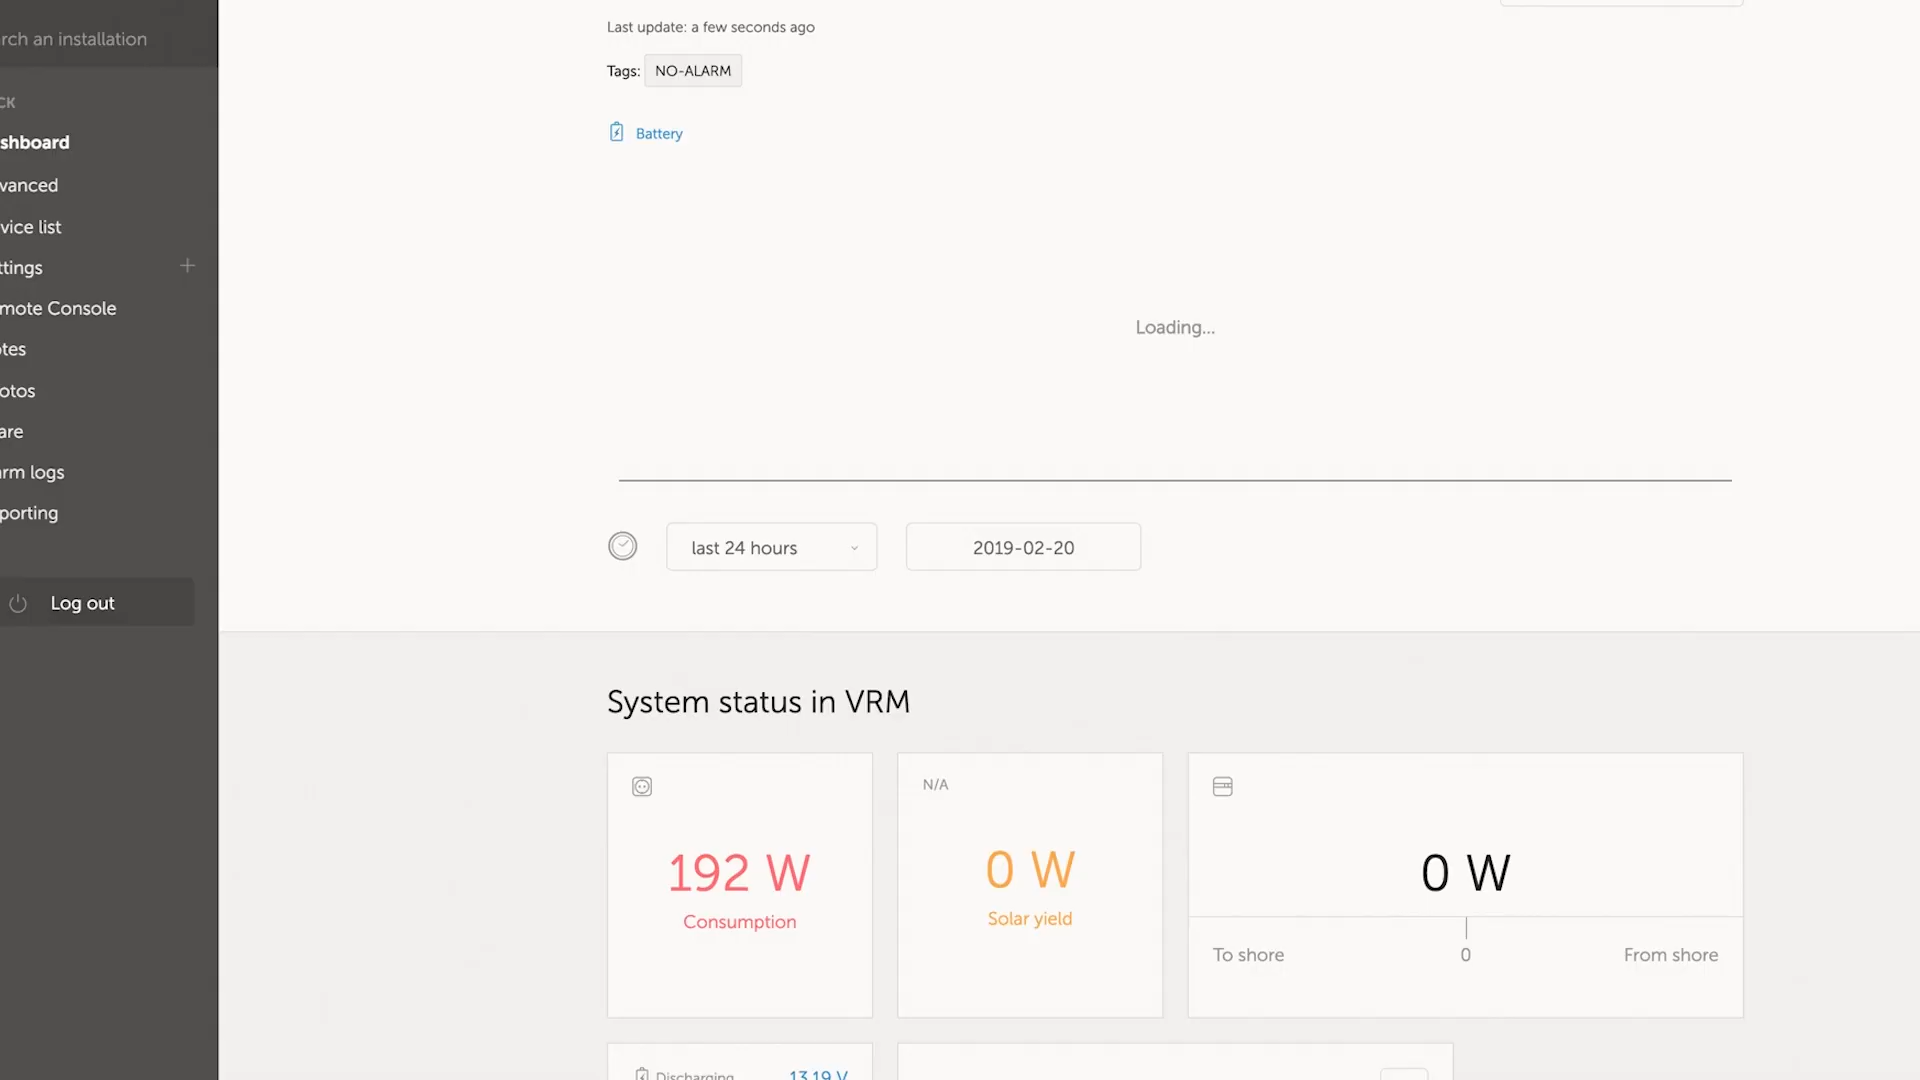 rch an installation
CK
shboard
vanced
vice list
ttings
mote Console
otes
otos
are
arm logs
porting
Log out
Last update: a few seconds ago
Tags: NO-ALARM
Battery
Loading...
last 24 hours
2019-02-20
System status in VRM
192 W
Consumption
N/A
0 W
Solar yield
0 W
To shore
0
From shore
Discharging
13.19 V